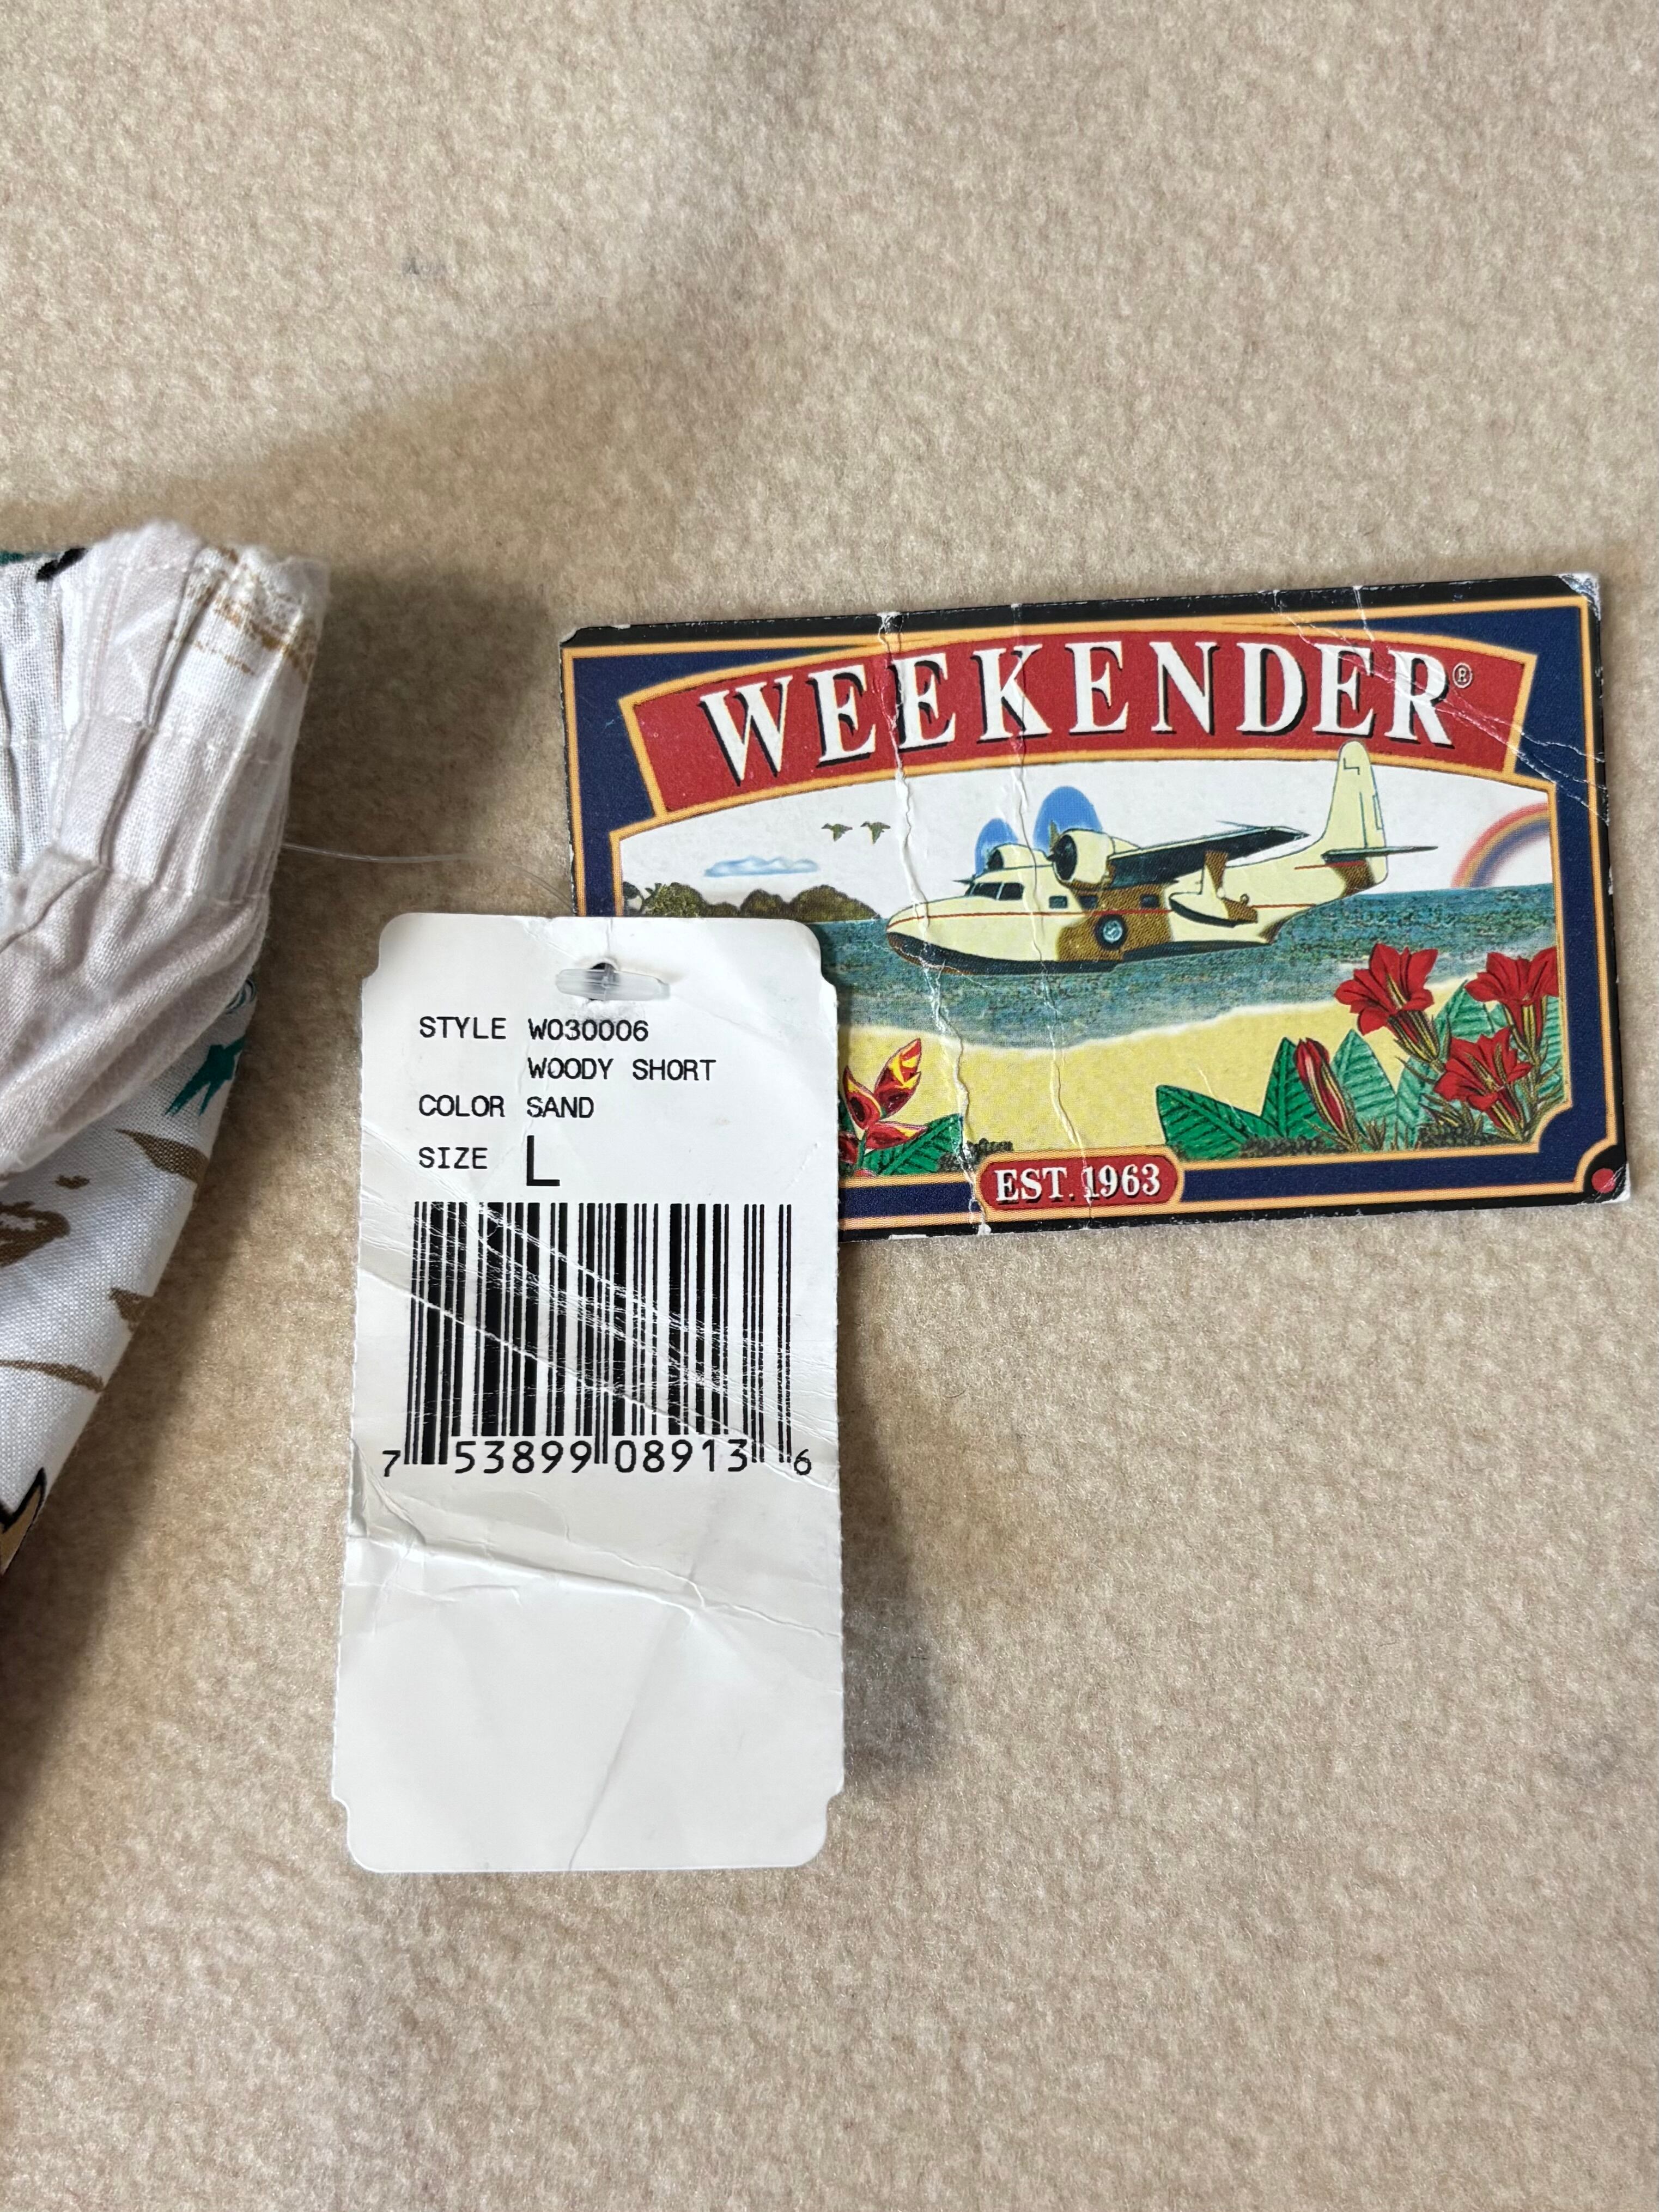 WEEKENDER®
EST. 1963
STYLE W030006
WOODY SHORT
COLOR SAND
SIZE L
7 53899 08913 6